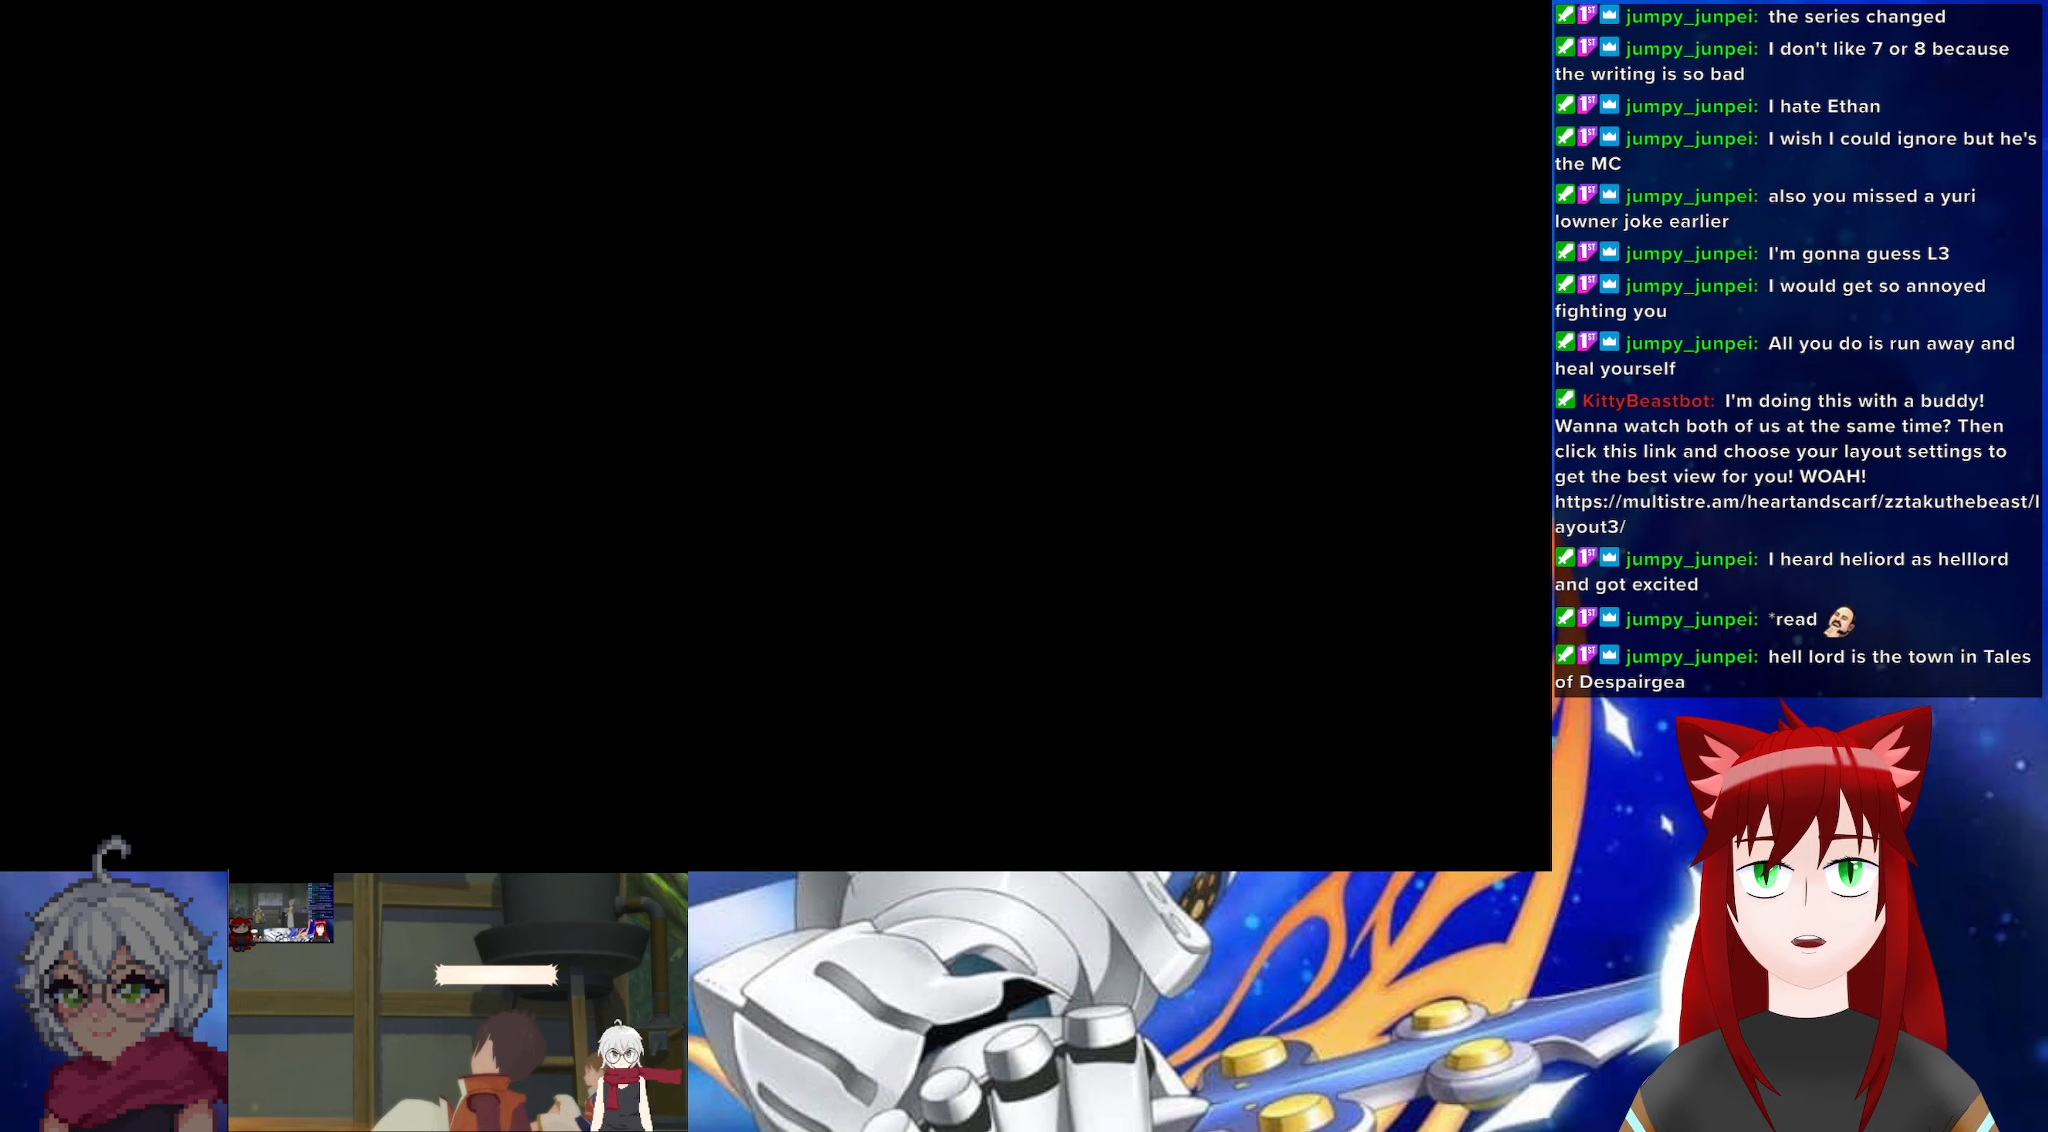 jumpy_junpei: the series changed
jumpy_junpei: I don't like 7 or 8 because
the writing is so bad
jumpy_junpei: I hate Ethan
jumpy_junpei: I wish I could ignore but he's
the MC
jumpy_junpei: also you missed a yuri
lowner joke earlier
jumpy_junpei: I'm gonna guess L3
jumpy_junpei: I would get so annoyed
fighting you
jumpy_junpei: All you do is run away and
heal yourself
KittyBeastbot: I'm doing this with a buddy!
Wanna watch both of us at the same time? Then
click this link and choose your layout settings to
get the best view for you! WOAH!
https://multistre.am/heartandscarf/zztakuthebeast/l
ayout3/
jumpy_junpei: I heard heliord as helllord
and got excited
jumpy_junpei: *read
jumpy_junpei: hell lord is the town in Tales
of Despairgea